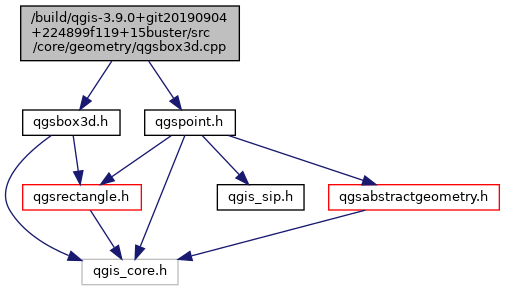 /build/qgis-3.9.0+git20190904
+224899f119+15buster/src
/core/geometry/qgsbox3d.cpp
qgsbox3d.h
qgspoint.h
qgsrectangle.h
qgis_sip.h
qgsabstractgeometry.h
qgis_core.h